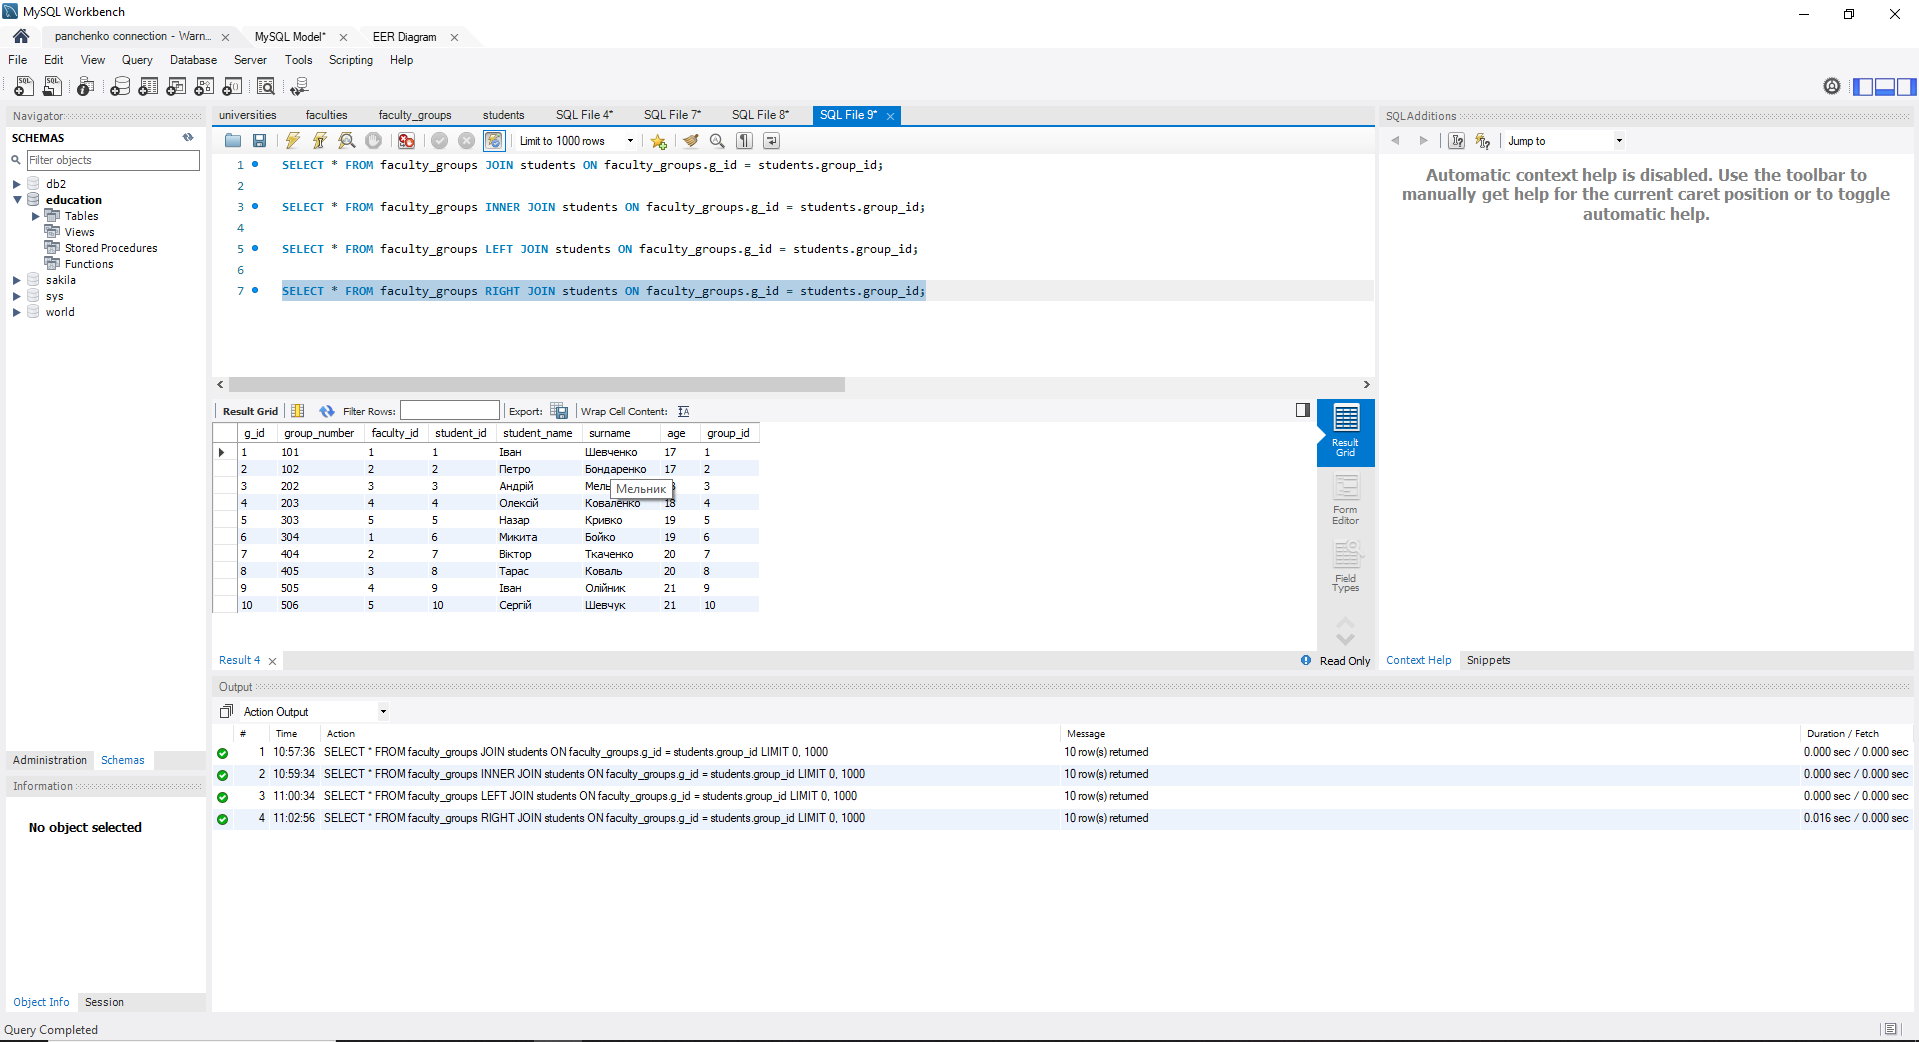 MySQL Workbench
panchenko connection - Warn...
MySQL Model*
EER Diagram
File Edit View Query Database Server Tools Scripting Help
Navigator
SCHEMAS
Filter objects
db2
education
Tables
Views
Stored Procedures
Functions
sakila
sys
world
Administration Schemas
Information
No object selected
Object Info Session
universities faculties faculty_groups students SQL File 4* SQL File 7* SQL File 8* SQL File 9*
Limit to 1000 rows
1 SELECT * FROM faculty_groups JOIN students ON faculty_groups.g_id = students.group_id;
2
3 SELECT * FROM faculty_groups INNER JOIN students ON faculty_groups.g_id = students.group_id;
4
5 SELECT * FROM faculty_groups LEFT JOIN students ON faculty_groups.g_id = students.group_id;
6
7 SELECT * FROM faculty_groups RIGHT JOIN students ON faculty_groups.g_id = students.group_id;
Result Grid Filter Rows: Export: Wrap Cell Content:
g_id group_number faculty_id student_id student_name surname age group_id
1 101 1 1 Іван Шевченко 17 1
2 102 2 2 Петро Бондаренко 17 2
3 202 3 3 Андрій 3
Мельник
4 203 4 4 Олексій Коваленко 18 4
5 303 5 5 Назар Кривко 19 5
6 304 1 6 Микита Бойко 19 6
7 404 2 7 Віктор Ткаченко 20 7
8 405 3 8 Тарас Коваль 20 8
9 505 4 9 Іван Олійник 21 9
10 506 5 10 Сергій Шевчук 21 10
Result Grid
Form Editor
Field Types
Result 4
Read Only
SQLAdditions
Jump to
Automatic context help is disabled. Use the toolbar to
manually get help for the current caret position or to toggle
automatic help.
Context Help Snippets
Output
Action Output
# Time Action Message Duration / Fetch
1 10:57:36 SELECT * FROM faculty_groups JOIN students ON faculty_groups.g_id = students.group_id LIMIT 0, 1000 10 row(s) returned 0.000 sec / 0.000 sec
2 10:59:34 SELECT * FROM faculty_groups INNER JOIN students ON faculty_groups.g_id = students.group_id LIMIT 0, 1000 10 row(s) returned 0.000 sec / 0.000 sec
3 11:00:34 SELECT * FROM faculty_groups LEFT JOIN students ON faculty_groups.g_id = students.group_id LIMIT 0, 1000 10 row(s) returned 0.000 sec / 0.000 sec
4 11:02:56 SELECT * FROM faculty_groups RIGHT JOIN students ON faculty_groups.g_id = students.group_id LIMIT 0, 1000 10 row(s) returned 0.016 sec / 0.000 sec
Query Completed